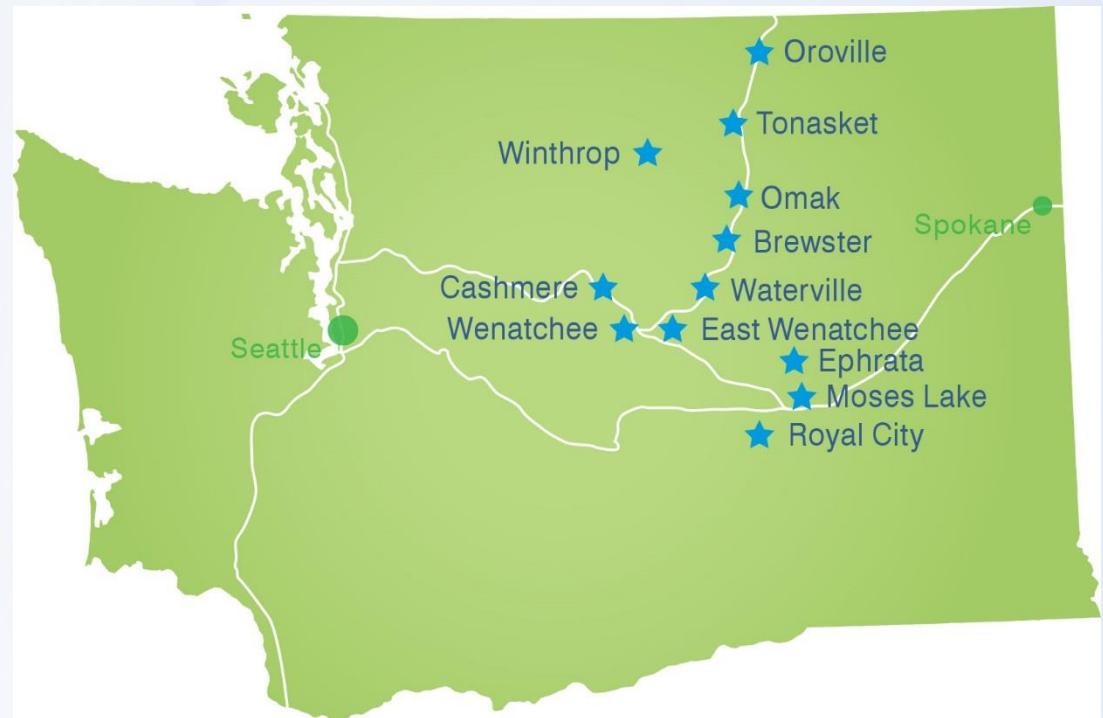 Oroville
Tonasket
Winthrop
Omak
Spokane
Brewster
Cashmere
Waterville
Wenatchee
East Wenatchee
Seattle
Ephrata
Moses Lake
Royal City